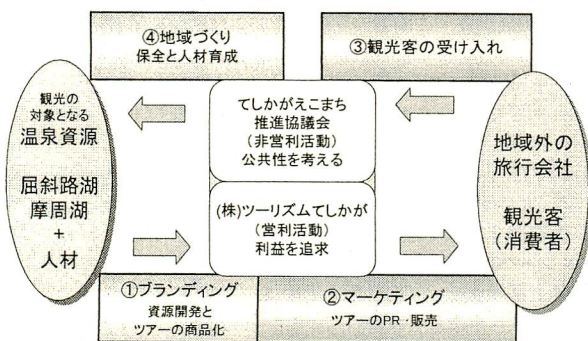 ④地域づくり
保全と人材育成
③観光客の受け入れ
観光の
対象となる
温泉資源
屈斜路湖
摩周湖
+
人材
てしかがえこまち
推進協議会
(非営利活動)
公共性を考える
(株)ツーリズムてしかが
(営利活動)
利益を追求
地域外の
旅行会社
観光客
(消費者)
①ブランディング
資源開発と
ツアーの商品化
②マーケティング
ツアーのPR・販売